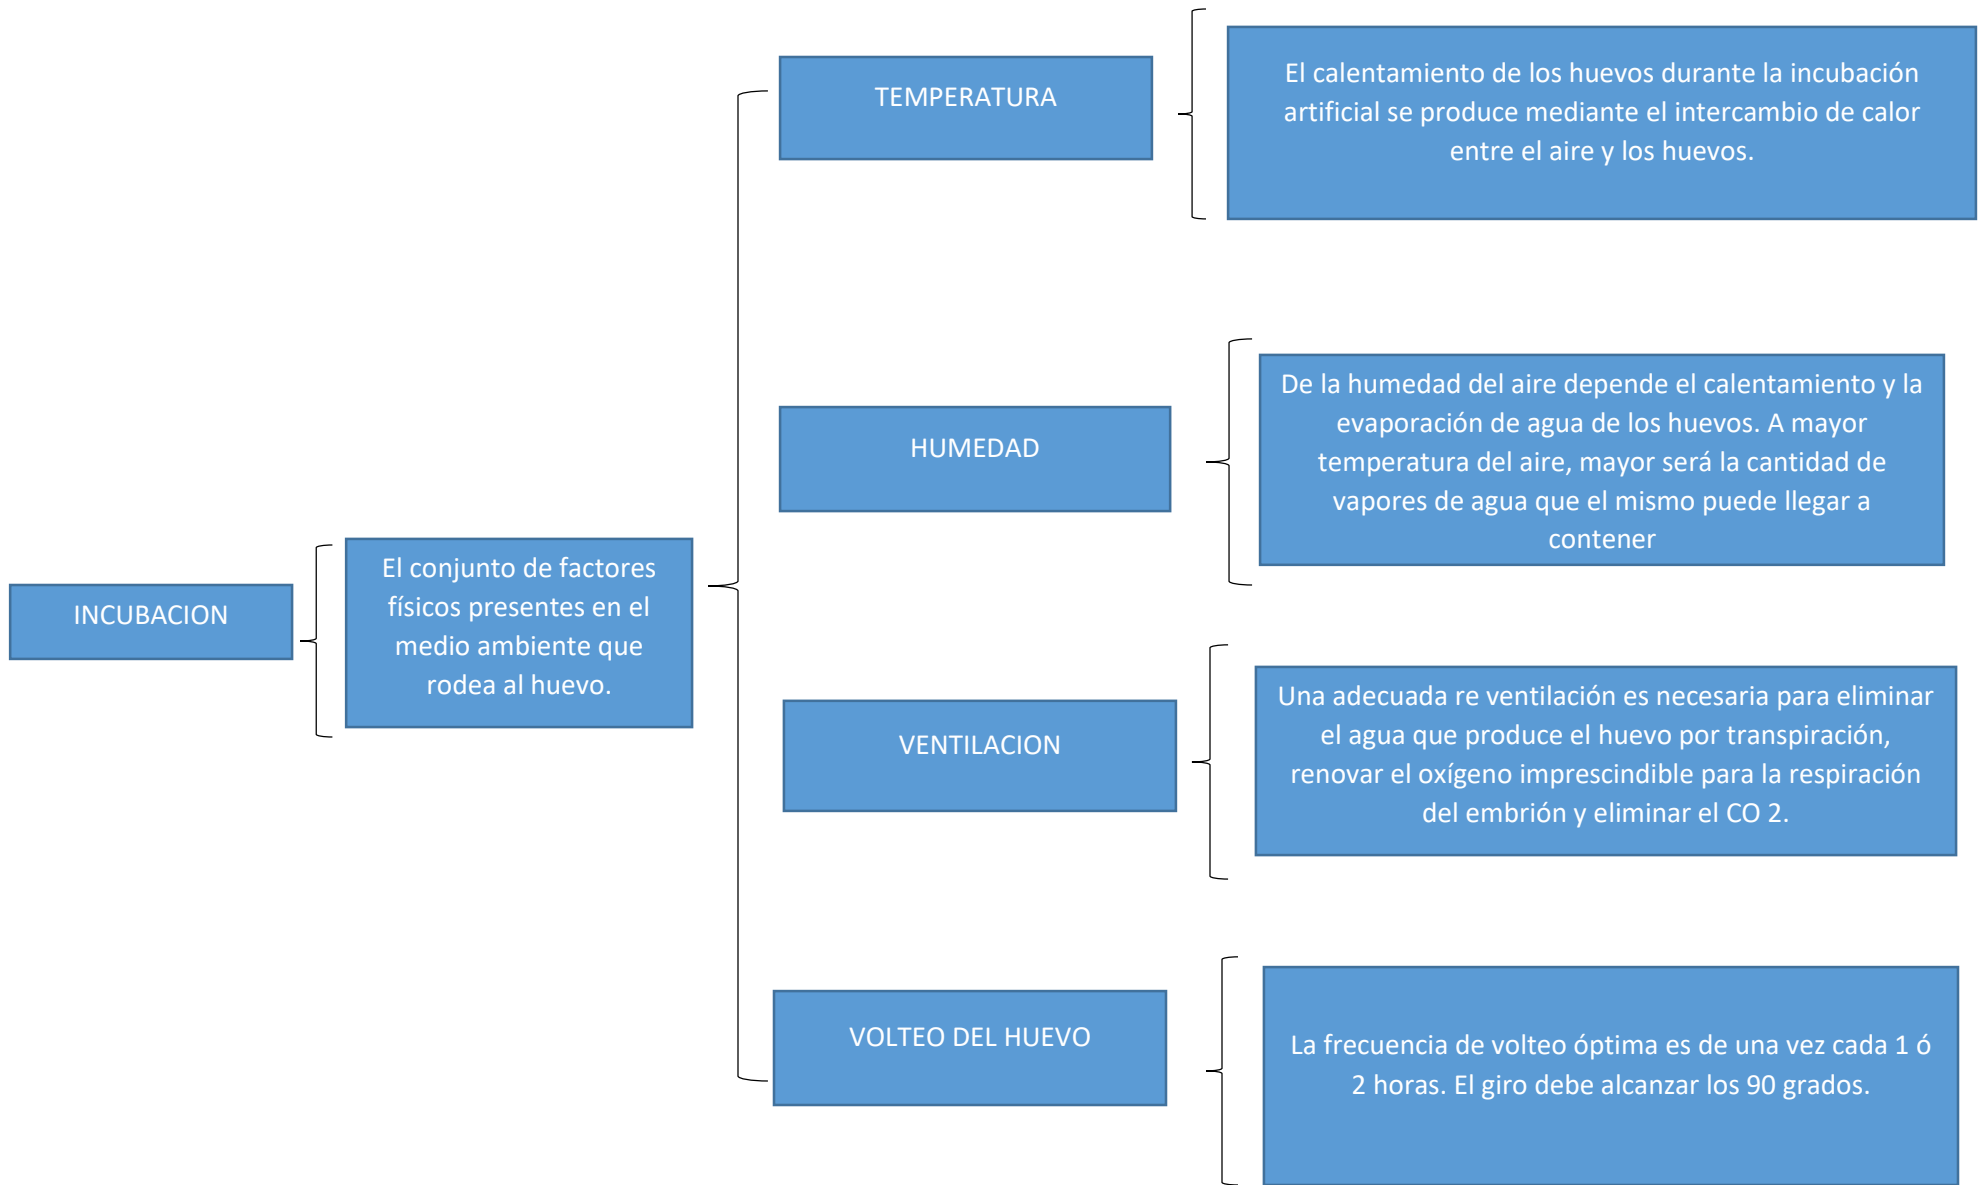 INCUBACION
El conjunto de factores
físicos presentes en el
medio ambiente que
rodea al huevo.
TEMPERATURA
El calentamiento de los huevos durante la incubación
artificial se produce mediante el intercambio de calor
entre el aire y los huevos.
HUMEDAD
De la humedad del aire depende el calentamiento y la
evaporación de agua de los huevos. A mayor
temperatura del aire, mayor será la cantidad de
vapores de agua que el mismo puede llegar a
contener
VENTILACION
Una adecuada re ventilación es necesaria para eliminar
el agua que produce el huevo por transpiración,
renovar el oxígeno imprescindible para la respiración
del embrión y eliminar el CO 2.
VOLTEO DEL HUEVO
La frecuencia de volteo óptima es de una vez cada 1 ó
2 horas. El giro debe alcanzar los 90 grados.